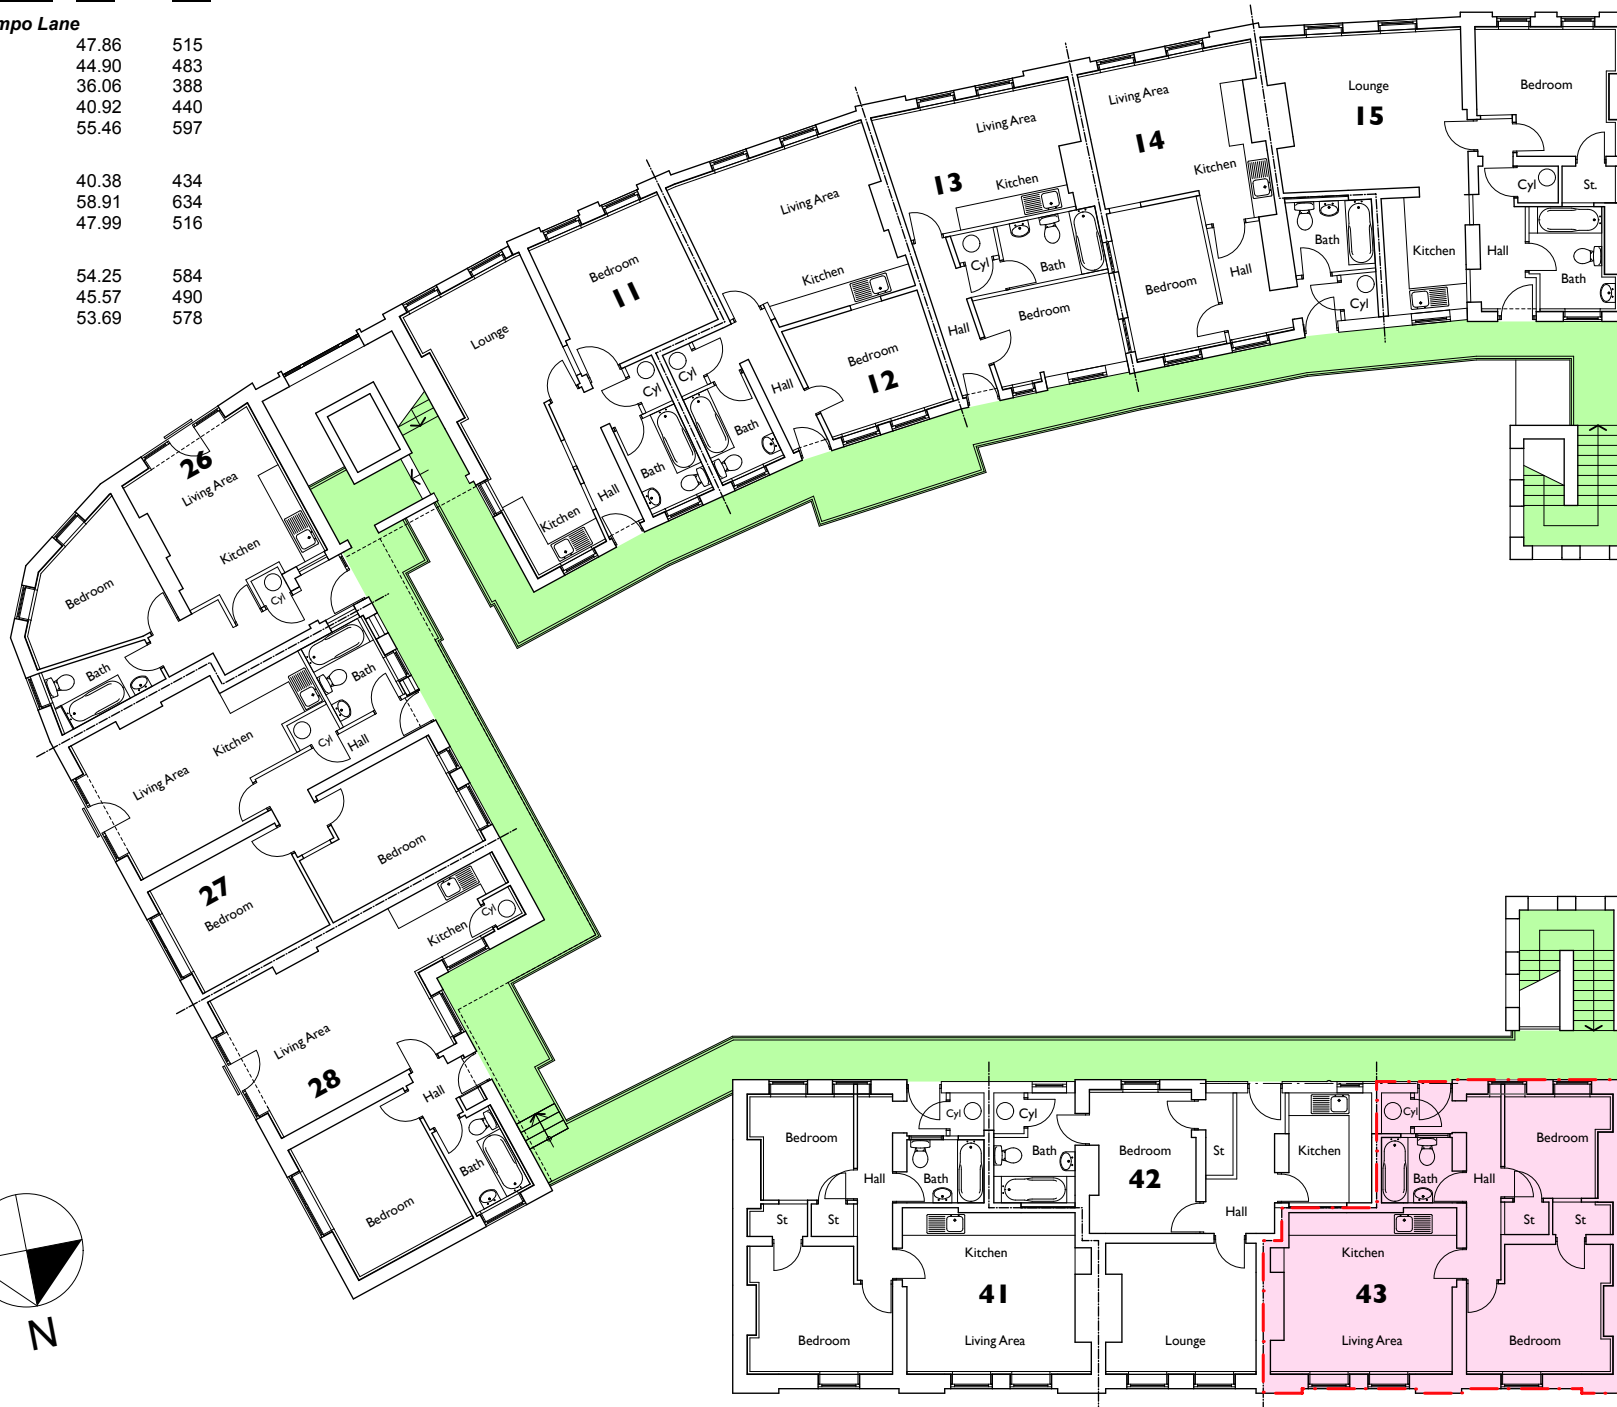 mpo Lane
47.86 515
44.90 483
36.06 388
40.92 440
55.46 597
40.38 434
58.91 634
47.99 516
54.25 584
45.57 490
53.69 578
Lounge
15
Kitchen
Bedroom
Cyl
St.
Hall
Bath
Living Area
14
Kitchen
Bedroom
Hall
Bath
Cyl
Living Area
13
Kitchen
Cyl
Bath
Hall
Bedroom
Living Area
Kitchen
Bedroom
12
Hall
Cyl
Bath
Bedroom
11
Lounge
Cyl
Bath
Hall
Kitchen
26
Living Area
Kitchen
Cyl
Bedroom
Bath
Bath
Kitchen
Cyl
Hall
Living Area
Bedroom
27
Bedroom
Cyl
Kitchen
Living Area
28
Hall
Bath
Bedroom
N
Bedroom
Hall
Cyl
Bath
St
St
Kitchen
41
Living Area
Bedroom
Cyl
Bath
Bedroom
42
St
Kitchen
Hall
Lounge
Cyl
Bath
Hall
Bedroom
St
St
Kitchen
43
Living Area
Bedroom